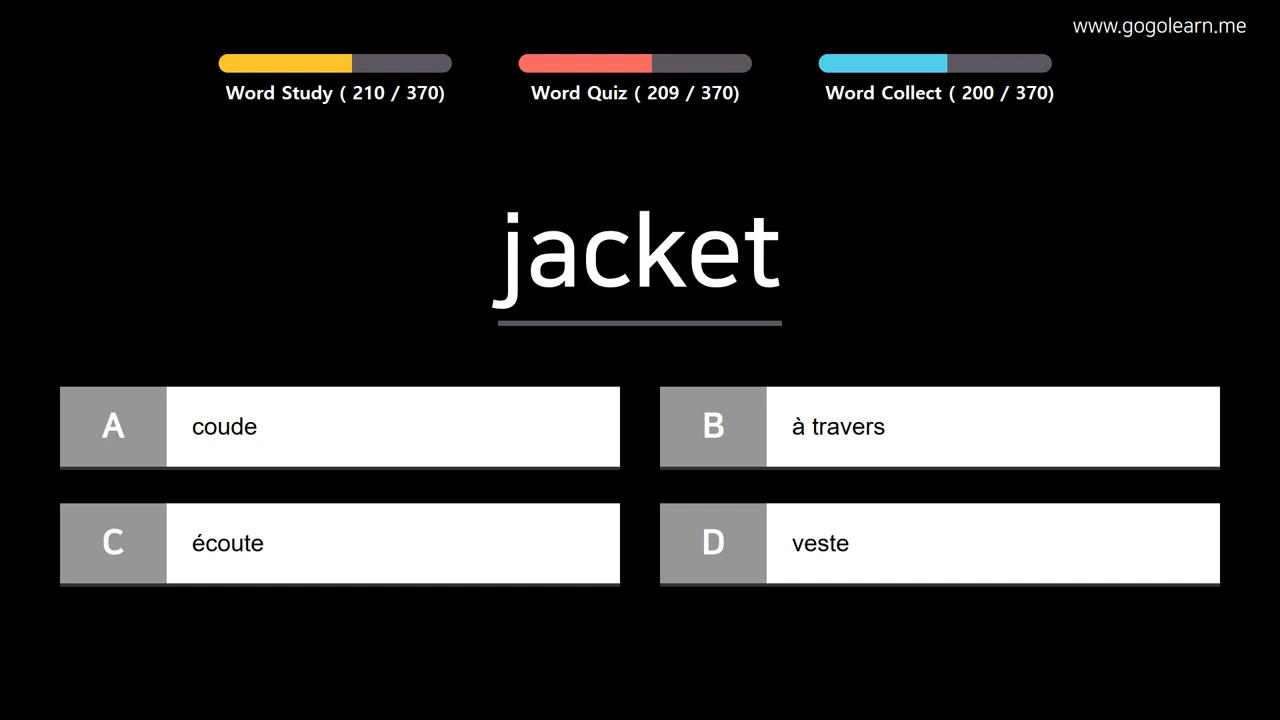 www.gogolearn.me
Word Study ( 210 / 370)
Word Quiz ( 209 / 370)
Word Collect ( 200 / 370)
jacket
A
coude
B
à travers
C
écoute
D
veste